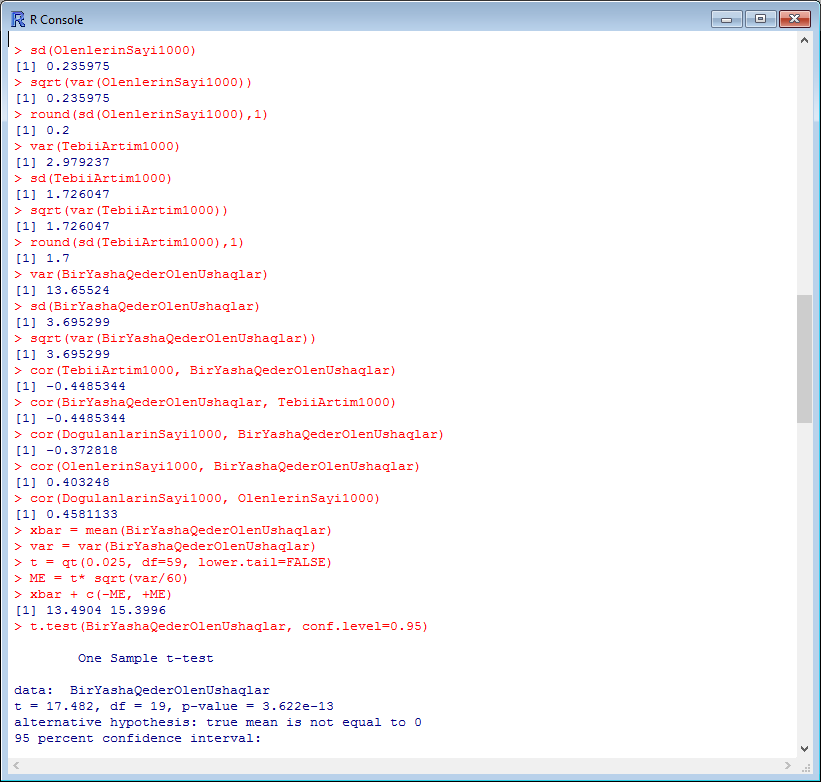 R Console
> sd(OlenlerinSayi1000)
[1] 0.235975
> sqrt(var(OlenlerinSayi1000))
[1] 0.235975
> round(sd(OlenlerinSayi1000),1)
[1] 0.2
> var(TebiiArtim1000)
[1] 2.979237
> sd(TebiiArtim1000)
[1] 1.726047
> sqrt(var(TebiiArtim1000))
[1] 1.726047
> round(sd(TebiiArtim1000),1)
[1] 1.7
> var(BirYashaQederOlenUshaqlar)
[1] 13.65524
> sd(BirYashaQederOlenUshaqlar)
[1] 3.695299
> sqrt(var(BirYashaQederOlenUshaqlar))
[1] 3.695299
> cor(TebiiArtim1000, BirYashaQederOlenUshaqlar)
[1] -0.4485344
> cor(BirYashaQederOlenUshaqlar, TebiiArtim1000)
[1] -0.4485344
> cor(DogulanlarinSayi1000, BirYashaQederOlenUshaqlar)
[1] -0.372818
> cor(OlenlerinSayi1000, BirYashaQederOlenUshaqlar)
[1] 0.403248
> cor(DogulanlarinSayi1000, OlenlerinSayi1000)
[1] 0.4581133
> xbar = mean(BirYashaQederOlenUshaqlar)
> var = var(BirYashaQederOlenUshaqlar)
> t = qt(0.025, df=59, lower.tail=FALSE)
> ME = t* sqrt(var/60)
> xbar + c(-ME, +ME)
[1] 13.4904 15.3996
> t.test(BirYashaQederOlenUshaqlar, conf.level=0.95)
One Sample t-test
data:  BirYashaQederOlenUshaqlar
t = 17.482, df = 19, p-value = 3.622e-13
alternative hypothesis: true mean is not equal to 0
95 percent confidence interval: